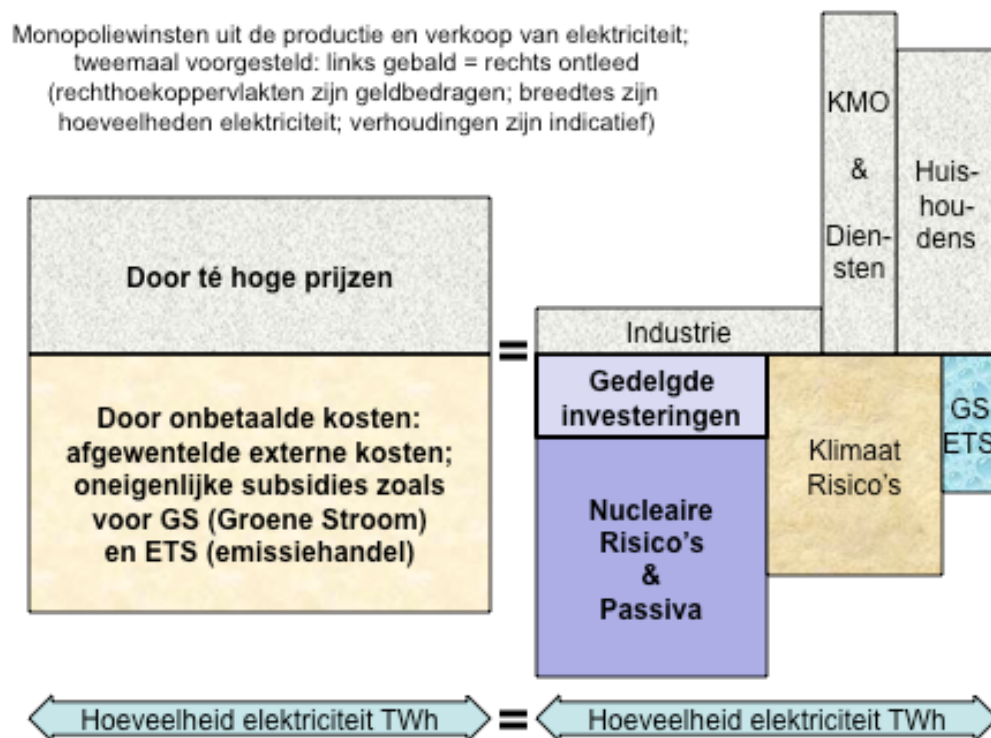 Monopoliewinsten uit de productie en verkoop van elektriciteit;
tweemaal voorgesteld: links gebald = rechts ontleed
(rechthoekoppervlakten zijn geldbedragen; breedtes zijn
hoeveelheden elektriciteit; verhoudingen zijn indicatief)
Door té hoge prijzen
Door onbetaalde kosten:
afgewentelde externe kosten;
oneigenlijke subsidies zoals
voor GS (Groene Stroom)
en ETS (emissiehandel)
=
KMO
&
Dien-
sten
Huis-
hou-
dens
Industrie
Gedelgde
investeringen
Nucleaire
Risico's
&
Passiva
Klimaat
Risico's
GS
ETS
Hoeveelheid elektriciteit TWh
=
Hoeveelheid elektriciteit TWh